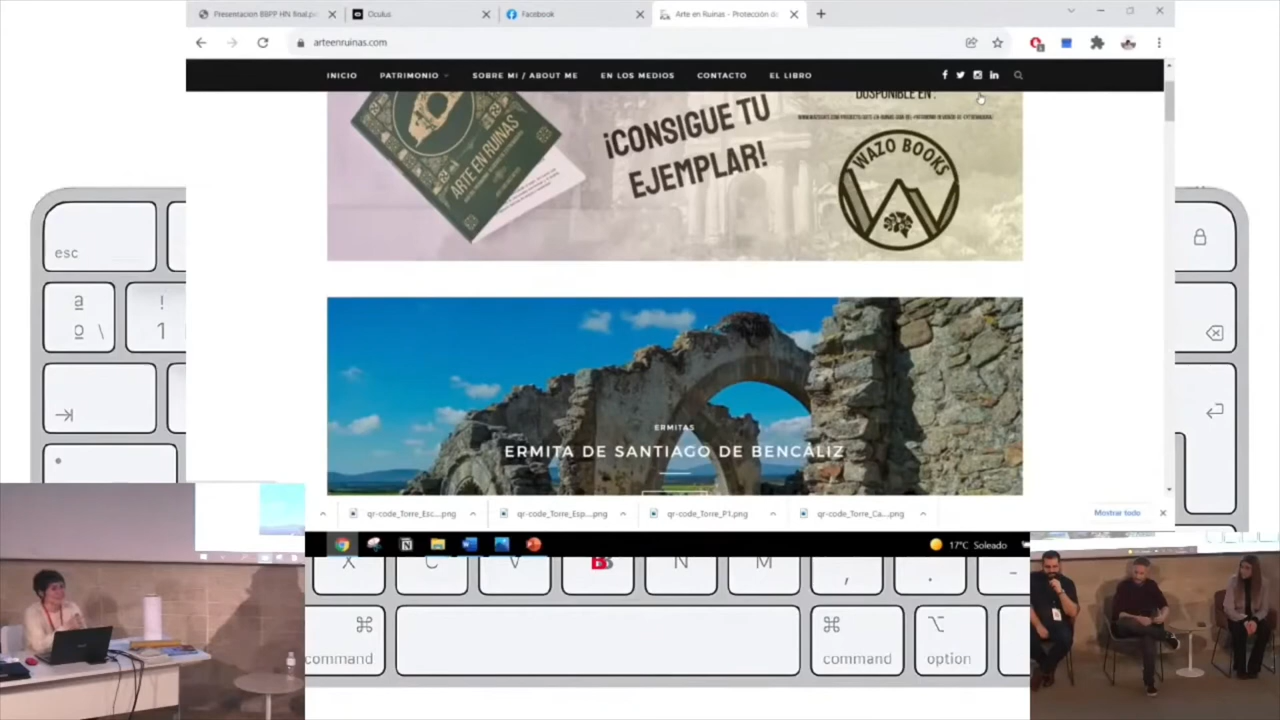 Presentacion BBPP HN final.p
Oculus
Facebook
Arte en Ruinas - Protección de
arteenruinas.com
INICIO
PATRIMONIO
SOBRE MI / ABOUT ME
EN LOS MEDIOS
CONTACTO
EL LIBRO
DISPONIBLE EN :
ARTE EN RUINAS
¡CONSIGUE TU
EJEMPLAR!
WAZO BOOKS
ERMITAS
ERMITA DE SANTIAGO DE BENCÁLIZ
qr-code_Torre_Esc....png
qr-code_Torre_Esp....png
qr-code_Torre_P1.png
qr-code_Torre_Ca....png
Mostrar todo
17°C Soleado
esc
ª
º \
!
1
X C V B N M , . -
⌘
command
⌘
command
⌥
option